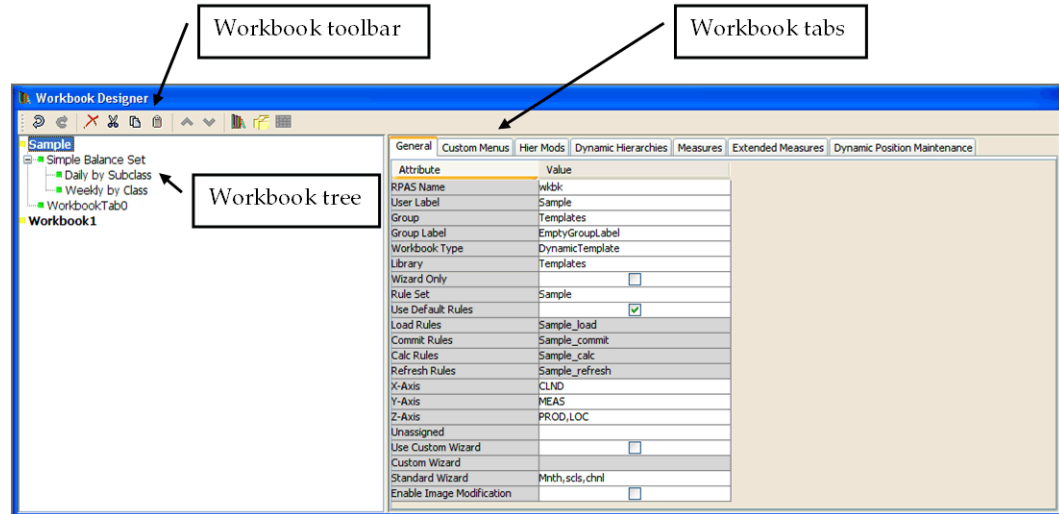 Workbook toolbar
Workbook tabs
Workbook Designer
Sample
Simple Balance Set
Daily by Subclass
Weekly by Class
WorkbookTab0
Workbook1
Workbook tree
General Custom Menus Hier Mods Dynamic Hierarchies Measures Extended Measures Dynamic Position Maintenance
Attribute Value
RPAS Name wkbk
User Label Sample
Group Templates
Group Label EmptyGroupLabel
Workbook Type DynamicTemplate
Library Templates
Wizard Only
Rule Set Sample
Use Default Rules
Load Rules Sample_load
Commit Rules Sample_commit
Calc Rules Sample_calc
Refresh Rules Sample_refresh
X-Axis CLND
Y-Axis MEAS
Z-Axis PROD,LOC
Unassigned
Use Custom Wizard
Custom Wizard
Standard Wizard Mnth,scls,chnl
Enable Image Modification